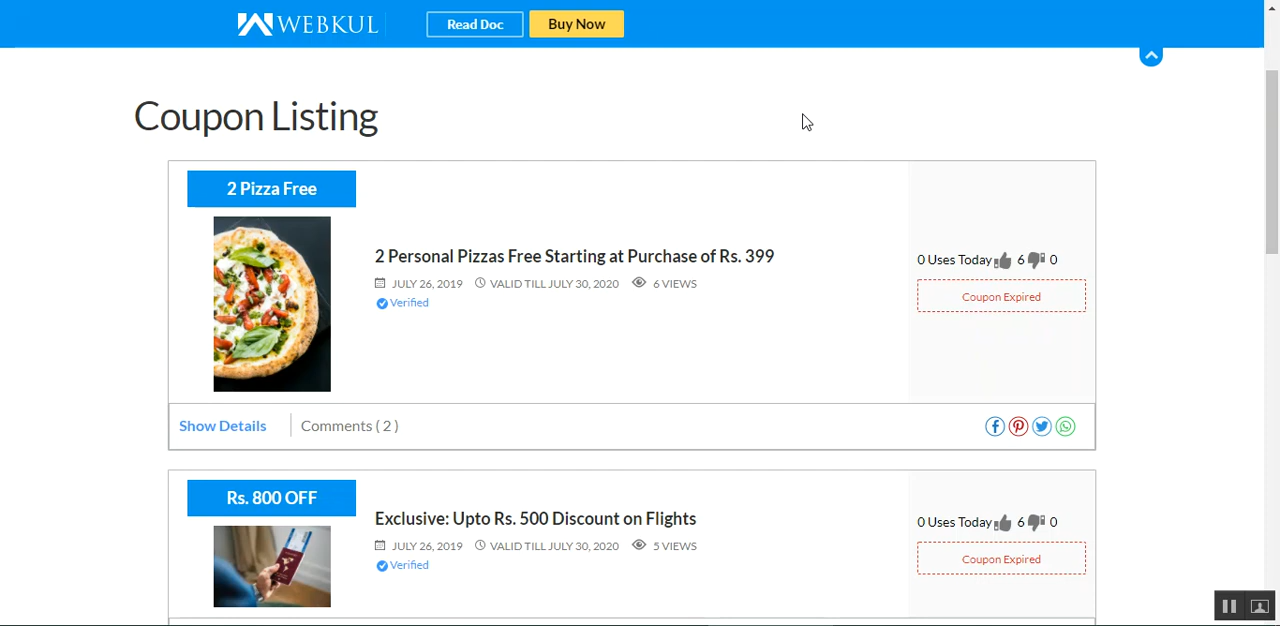 WEBKUL
Read Doc
Buy Now
Coupon Listing
2 Pizza Free
2 Personal Pizzas Free Starting at Purchase of Rs. 399
JULY 26, 2019 VALID TILL JULY 30, 2020 6 VIEWS
Verified
0 Uses Today 6 0
Coupon Expired
Show Details
Comments ( 2 )
Rs. 800 OFF
Exclusive: Upto Rs. 500 Discount on Flights
JULY 26, 2019 VALID TILL JULY 30, 2020 5 VIEWS
Verified
0 Uses Today 6 0
Coupon Expired